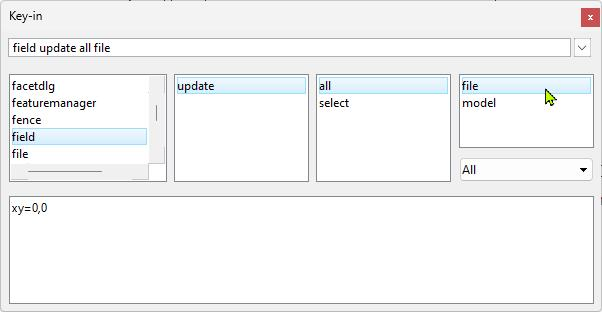 Key-in
x
field update all file
facetdlg
featuremanager
fence
field
file
update
all
select
file
model
All
xy=0,0